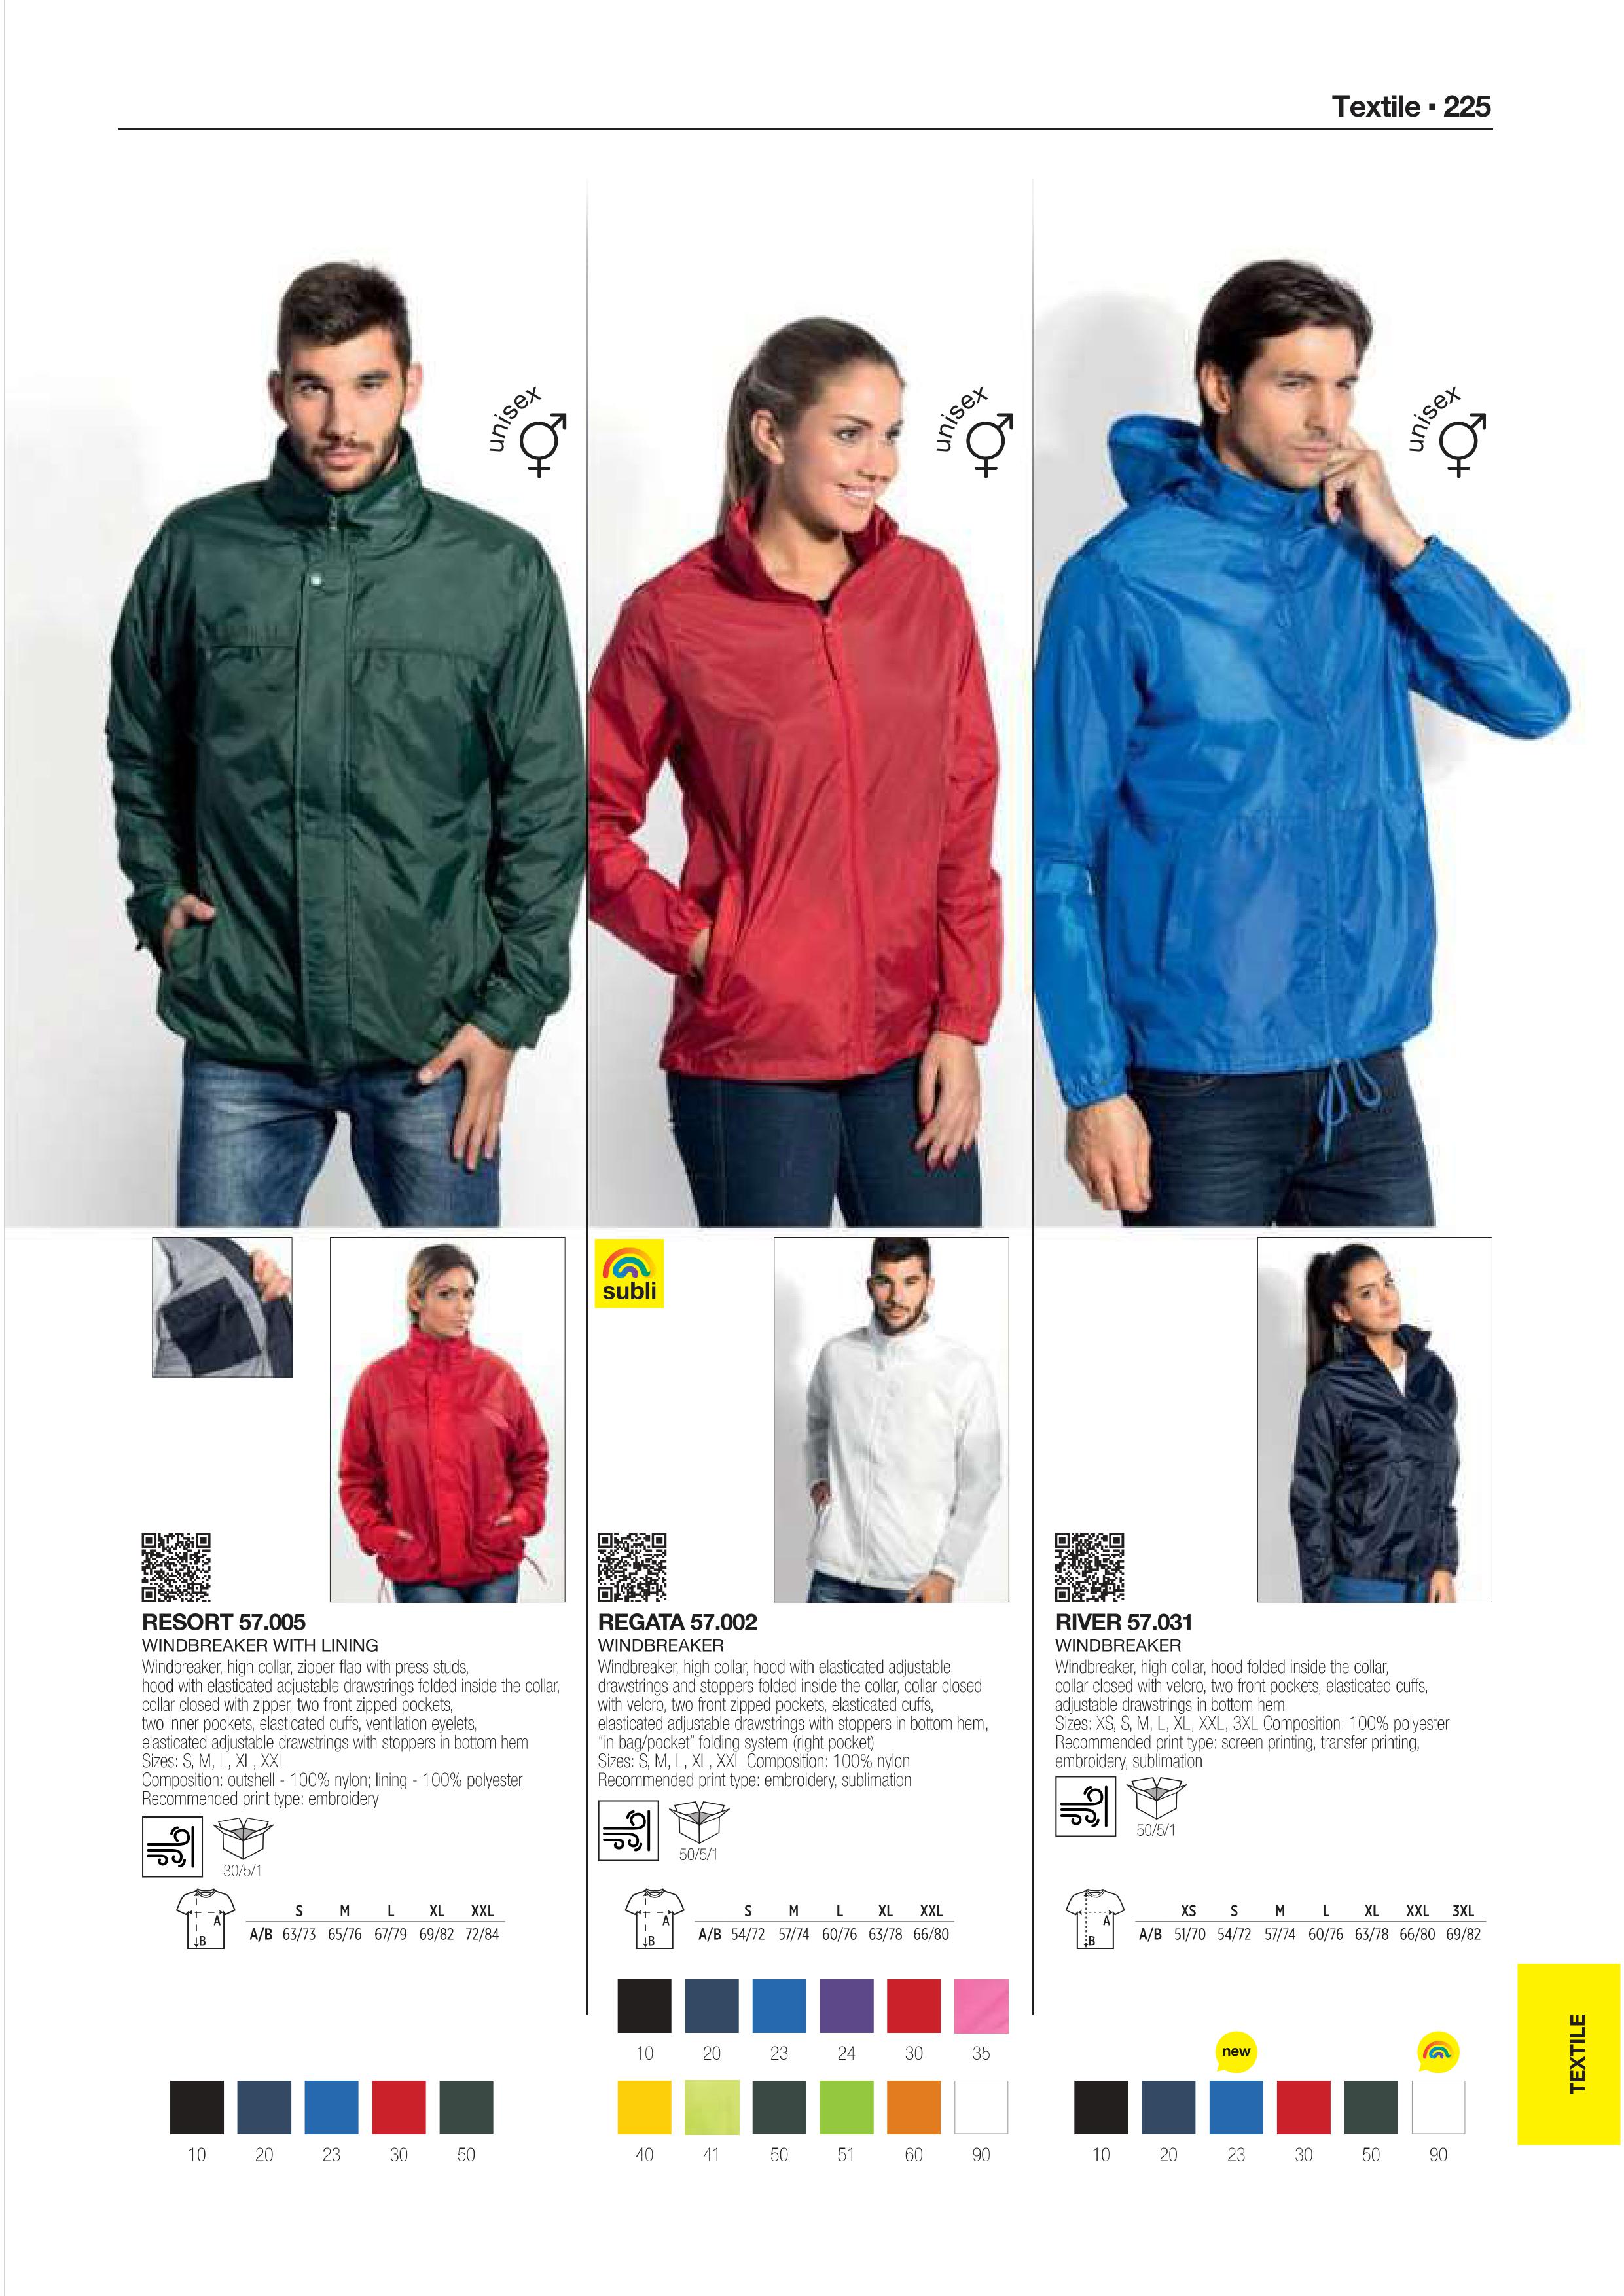 Textile ▪ 225
unisex
unisex
unisex
subli
RESORT 57.005
WINDBREAKER WITH LINING
Windbreaker, high collar, zipper flap with press studs,
hood with elasticated adjustable drawstrings folded inside the collar,
collar closed with zipper, two front zipped pockets,
two inner pockets, elasticated cuffs, ventilation eyelets,
elasticated adjustable drawstrings with stoppers in bottom hem
Sizes: S, M, L, XL, XXL
Composition: outshell - 100% nylon; lining - 100% polyester
Recommended print type: embroidery
30/5/1
A
B
S M L XL XXL
A/B 63/73 65/76 67/79 69/82 72/84
10 20 23 30 50
REGATA 57.002
WINDBREAKER
Windbreaker, high collar, hood with elasticated adjustable
drawstrings and stoppers folded inside the collar, collar closed
with velcro, two front zipped pockets, elasticated cuffs,
elasticated adjustable drawstrings with stoppers in bottom hem,
"in bag/pocket" folding system (right pocket)
Sizes: S, M, L, XL, XXL Composition: 100% nylon
Recommended print type: embroidery, sublimation
50/5/1
A
B
S M L XL XXL
A/B 54/72 57/74 60/76 63/78 66/80
10 20 23 24 30 35
40 41 50 51 60 90
RIVER 57.031
WINDBREAKER
Windbreaker, high collar, hood folded inside the collar,
collar closed with velcro, two front pockets, elasticated cuffs,
adjustable drawstrings in bottom hem
Sizes: XS, S, M, L, XL, XXL, 3XL Composition: 100% polyester
Recommended print type: screen printing, transfer printing,
embroidery, sublimation
50/5/1
A
B
XS S M L XL XXL 3XL
A/B 51/70 54/72 57/74 60/76 63/78 66/80 69/82
new
10 20 23 30 50 90
TEXTILE